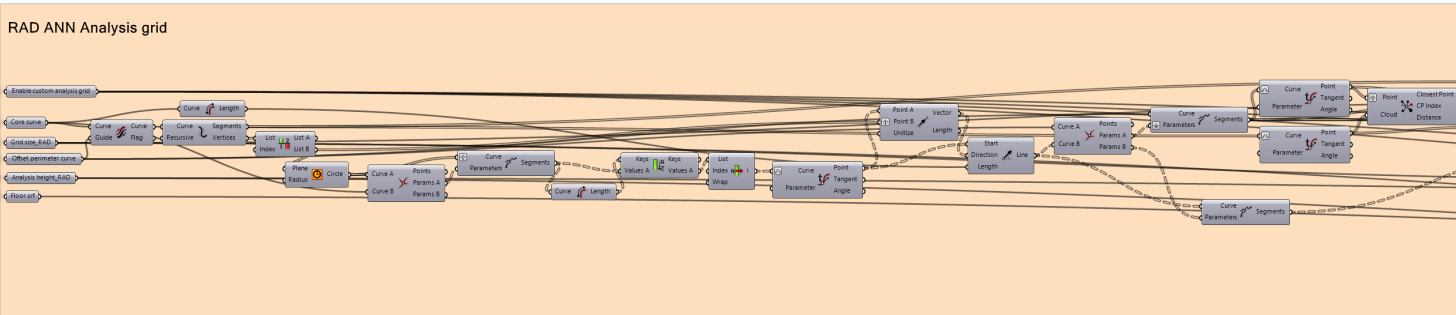 RAD ANN Analysis grid
Enable custom analysis grid
Core curve
Grid size_RAD
Offset perimeter curve
Analysis height_RAD
Floor srf
Curve Length
Curve Curve
Guide Flag
Curve Segments
Recursive Vertices
List List A
Index List B
Plane Circle
Radius
Curve A Points
Params A
Curve B Params B
Curve Segments
Parameters
Curve Length
Keys Keys
Values A Values A
List
Index i
Wrap
Curve Point
Tangent
Parameter Angle
Point A Vector
Point B
Unitize Length
Start
Direction Line
Length
Curve A Points
Params A
Curve B Params B
Curve Segments
Parameters
Curve Segments
Parameters
Curve Point
Tangent
Parameter Angle
Curve Point
Tangent
Parameter Angle
Point Closest Point
CP Index
Cloud Distance